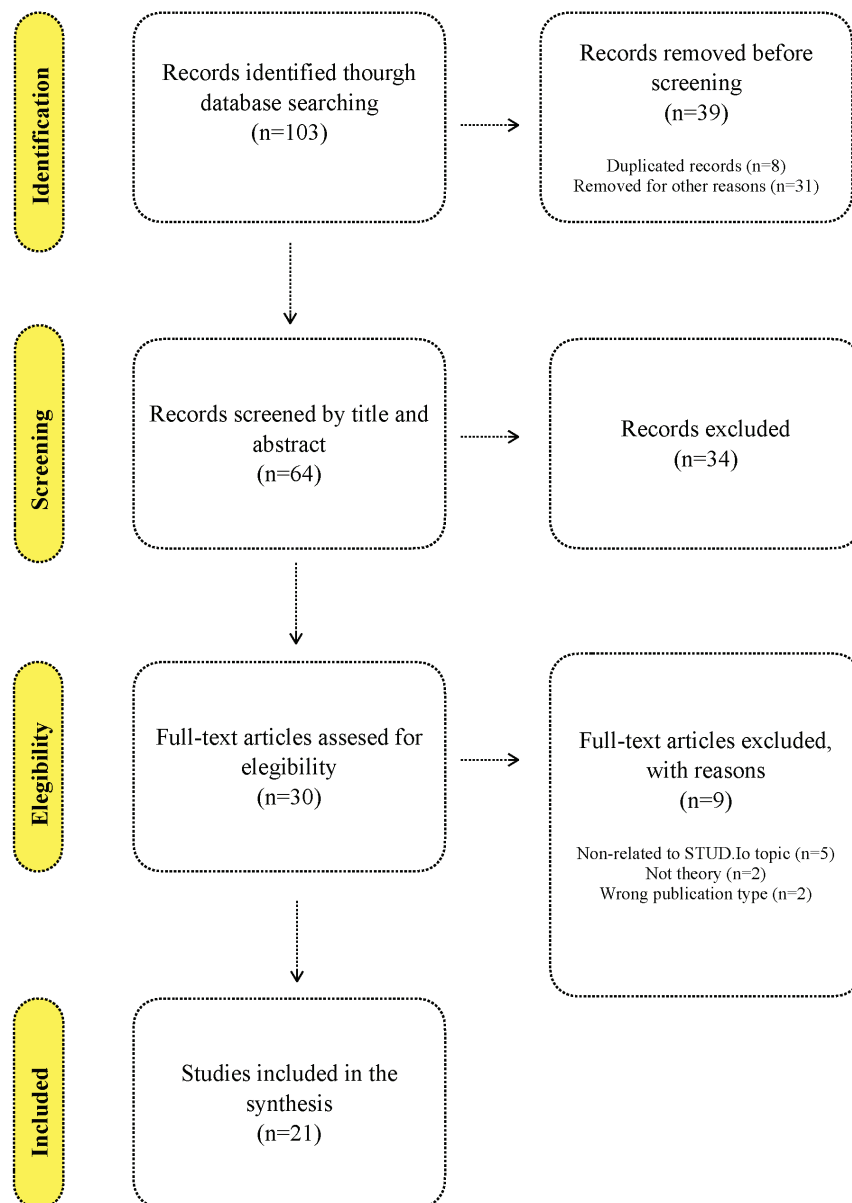 Identification
Records identified thourgh
database searching
(n=103)
Records removed before
screening
(n=39)
Duplicated records (n=8)
Removed for other reasons (n=31)
Screening
Records screened by title and
abstract
(n=64)
Records excluded
(n=34)
Elegibility
Full-text articles assesed for
elegibility
(n=30)
Full-text articles excluded,
with reasons
(n=9)
Non-related to STUD.Io topic (n=5)
Not theory (n=2)
Wrong publication type (n=2)
Included
Studies included in the
synthesis
(n=21)